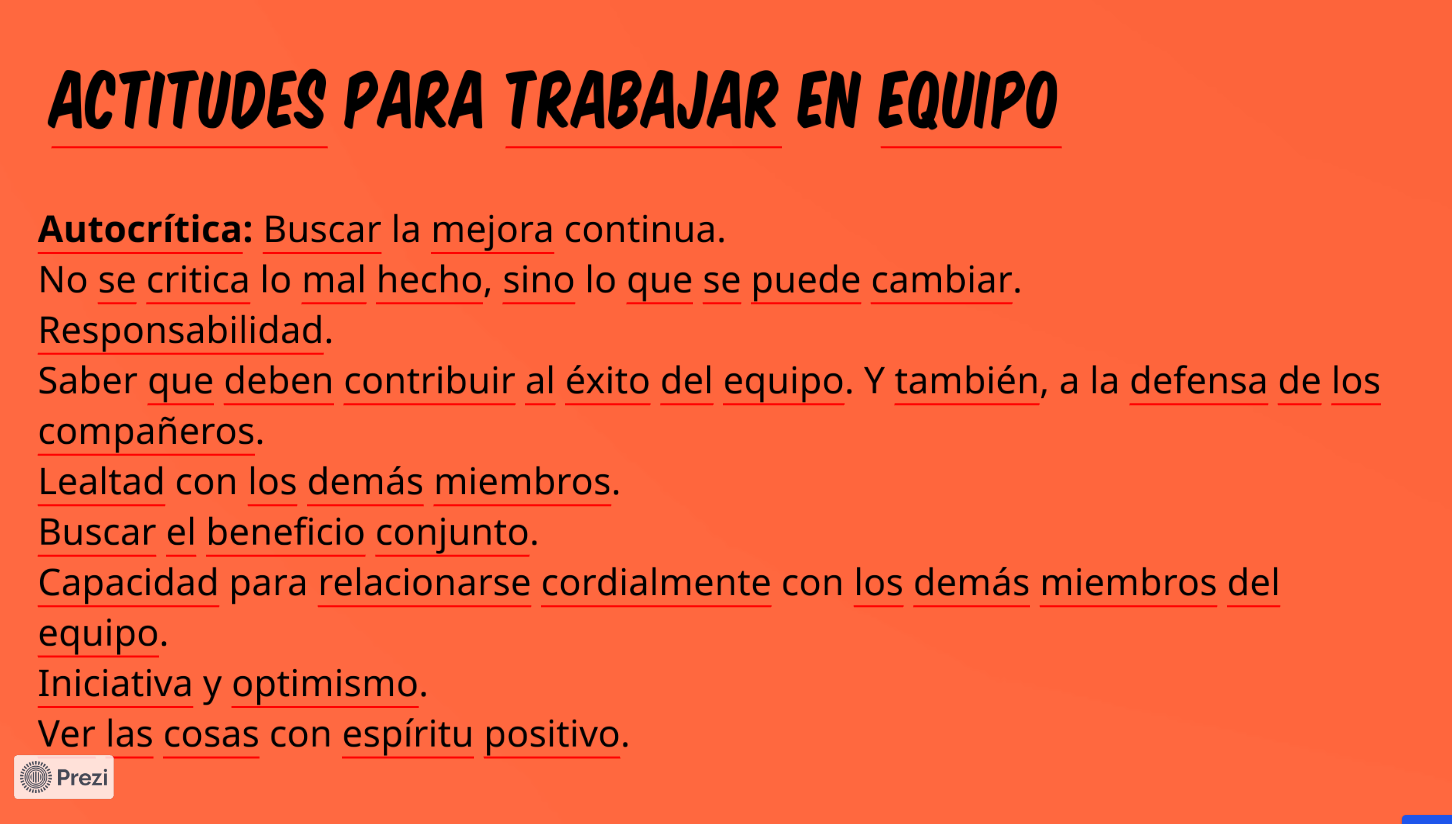 ACTITUDES PARA TRABAJAR EN EQUIPO
Autocrítica: Buscar la mejora continua.
No se critica lo mal hecho, sino lo que se puede cambiar.
Responsabilidad.
Saber que deben contribuir al éxito del equipo. Y también, a la defensa de los
compañeros.
Lealtad con los demás miembros.
Buscar el beneficio conjunto.
Capacidad para relacionarse cordialmente con los demás miembros del
equipo.
Iniciativa y optimismo.
Ver las cosas con espíritu positivo.
Prezi